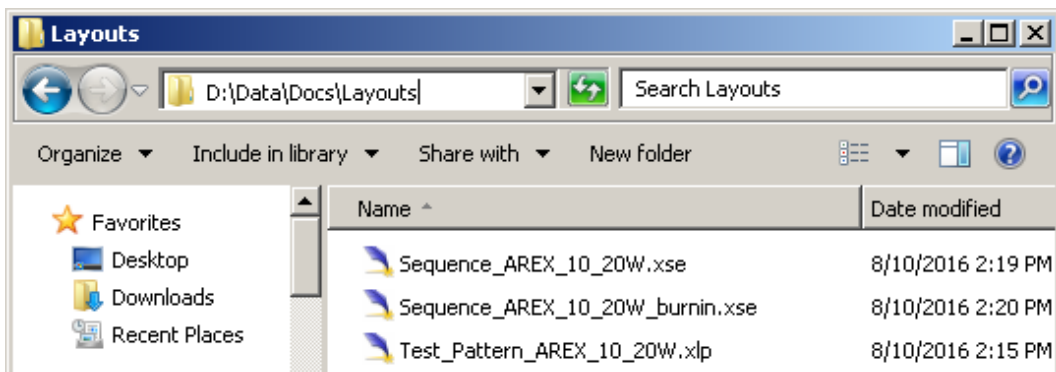 Layouts
D:\Data\Docs\Layouts Search Layouts
Organize Include in library Share with New folder
Name Date modified
Favorites
Desktop
Downloads
Recent Places
Sequence_AREX_10_20W.xse 8/10/2016 2:19 PM
Sequence_AREX_10_20W_burnin.xse 8/10/2016 2:20 PM
Test_Pattern_AREX_10_20W.xlp 8/10/2016 2:15 PM